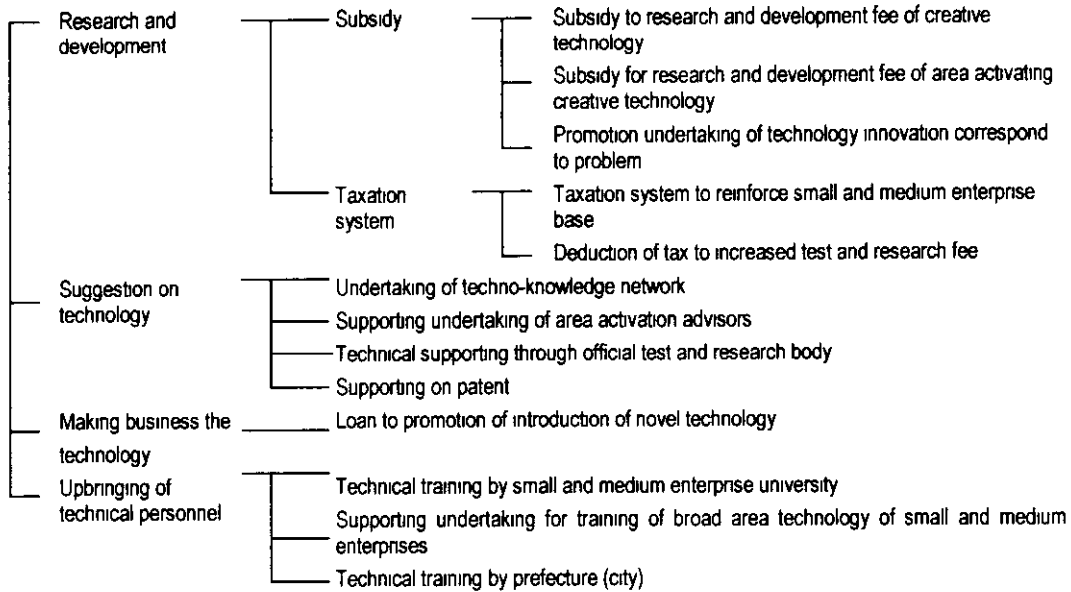 Research and
development
Subsidy
Subsidy to research and development fee of creative
technology
Subsidy for research and development fee of area activating
creative technology
Promotion undertaking of technology innovation correspond
to problem
Taxation
system
Taxation system to reinforce small and medium enterprise
base
Deduction of tax to increased test and research fee
Suggestion on
technology
Undertaking of techno-knowledge network
Supporting undertaking of area activation advisors
Technical supporting through official test and research body
Supporting on patent
Making business the
technology
Loan to promotion of introduction of novel technology
Upbringing of
technical personnel
Technical training by small and medium enterprise university
Supporting undertaking for training of broad area technology of small and medium
enterprises
Technical training by prefecture (city)